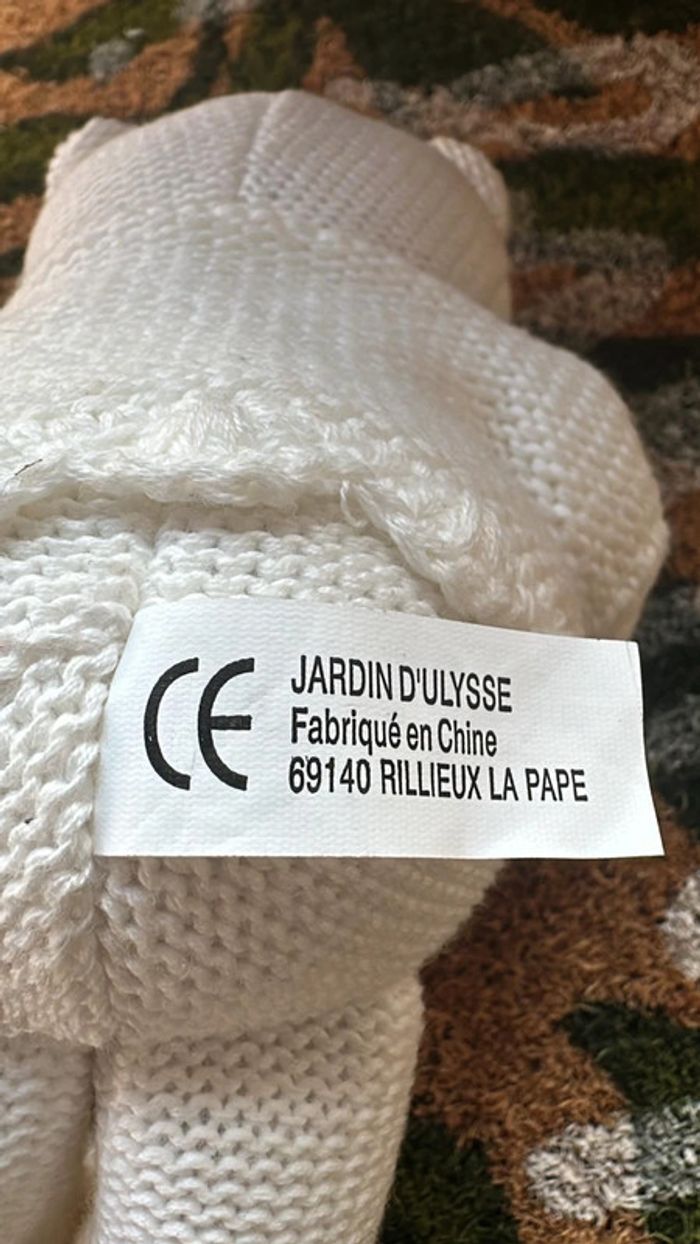 CE
JARDIN D'ULYSSE
Fabriqué en Chine
69140 RILLIEUX LA PAPE